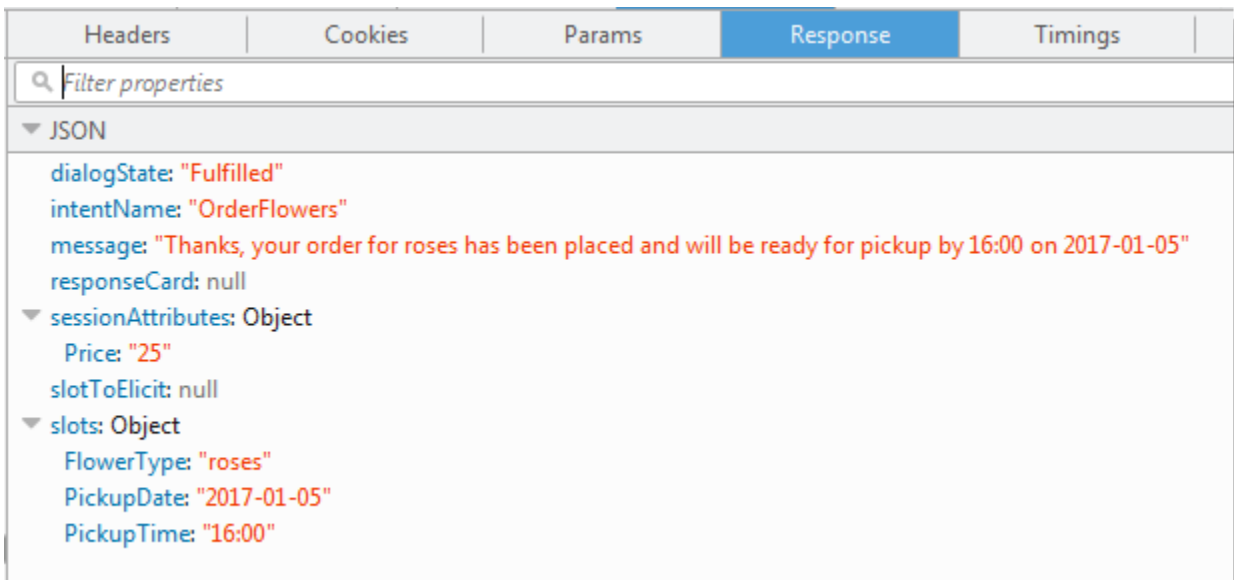 Headers Cookies Params Response Timings
Filter properties
JSON
dialogState: "Fulfilled"
intentName: "OrderFlowers"
message: "Thanks, your order for roses has been placed and will be ready for pickup by 16:00 on 2017-01-05"
responseCard: null
sessionAttributes: Object
Price: "25"
slotToElicit: null
slots: Object
FlowerType: "roses"
PickupDate: "2017-01-05"
PickupTime: "16:00"